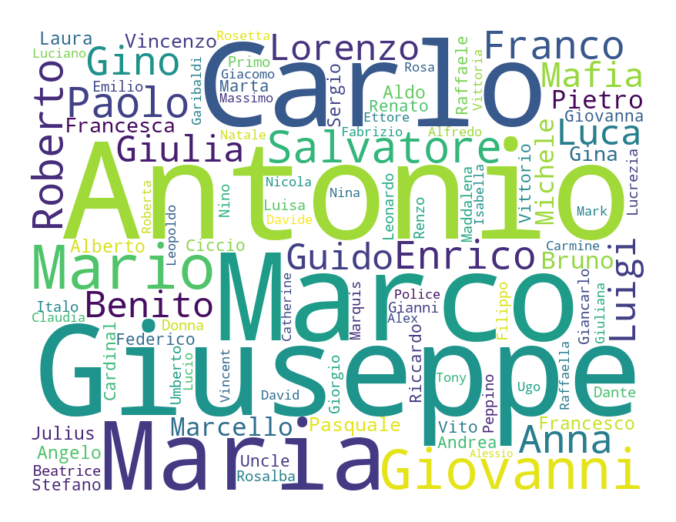 Laura
Vincenzo
Rosetta
Carlo
Lorenzo
Franco
Luciano
Gino
Garibaldi
Primo
Giacomo
Marta
Massimo
Sergio
Rosa
Aldo
Renato
Raffaele
Vittoria
Mafia
Emilio
Roberto
Paolo
Ettore
Pietro
Giovanna
Francesca
Natale
Fabrizio
Alfredo
Luca
Giulia
Salvatore
Michele
Gina
Lucrezia
Antonio
Roberta
Leopoldo
Nino
Nicola
Luisa
Davide
Nina
Leonardo
Renzo
Maddalena
Isabella
Vittorio
Mark
Alberto
Ciccio
Guido
Enrico
Carmine
Bruno
Luigi
Mario
Marco
Catherine
Marquis
Police
Gianni
Alex
Filippo
Giancarlo
Giuliana
Italo
Claudia
Benito
Donna
Federico
Cardinal
Giuseppe
Umberto
Lucio
Vincent
David
Giorgio
Riccardo
Tony
Peppino
Ugo
Raffaella
Dante
Julius
Marcello
Pasquale
Vito
Andrea
Anna
Francesco
Angelo
Maria
Uncle
Rosalba
Giovanni
Alessio
Beatrice
Stefano